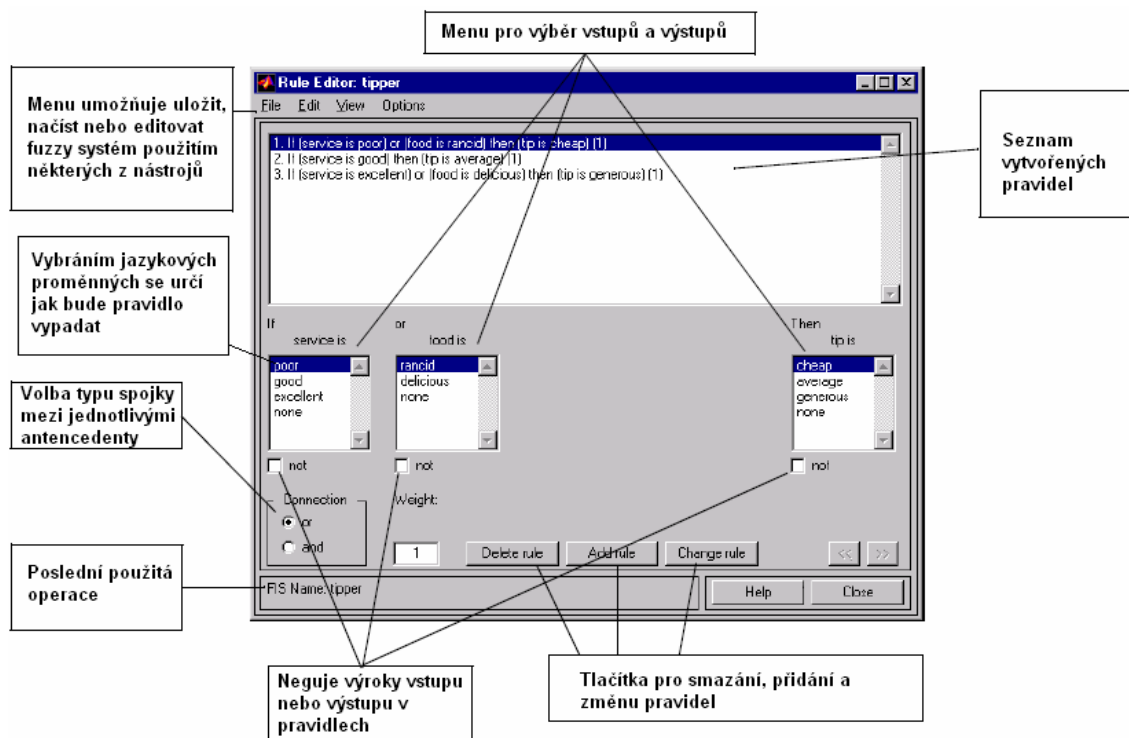 Menu pro výběr vstupů a výstupů
Menu umožňuje uložit,
načíst nebo editovat
fuzzy systém použitím
některých z nástrojů
Rule Editor: tipper
File Edit View Options
1. If (service is poor) or (food is rancid) then (tip is cheap) (1)
2. If (service is good) then (tip is average) (1)
3. If (service is excellent) or (food is delicious) then (tip is generous) (1)
Seznam
vytvořených
pravidel
Vybráním jazykových
proměnných se určí
jak bude pravidlo
vypadat
If or Then
service is food is tip is
poor rancid cheap
good delicious average
excellent none generous
none none
Volba typu spojky
mezi jednotlivými
antencedenty
not not not
Connection Weight:
or
and 1 Delete rule Add rule Change rule << >>
Poslední použitá
operace
FIS Name: tipper Help Close
Neguje výroky vstupu
nebo výstupu v
pravidlech
Tlačítka pro smazání, přidání a
změnu pravidel